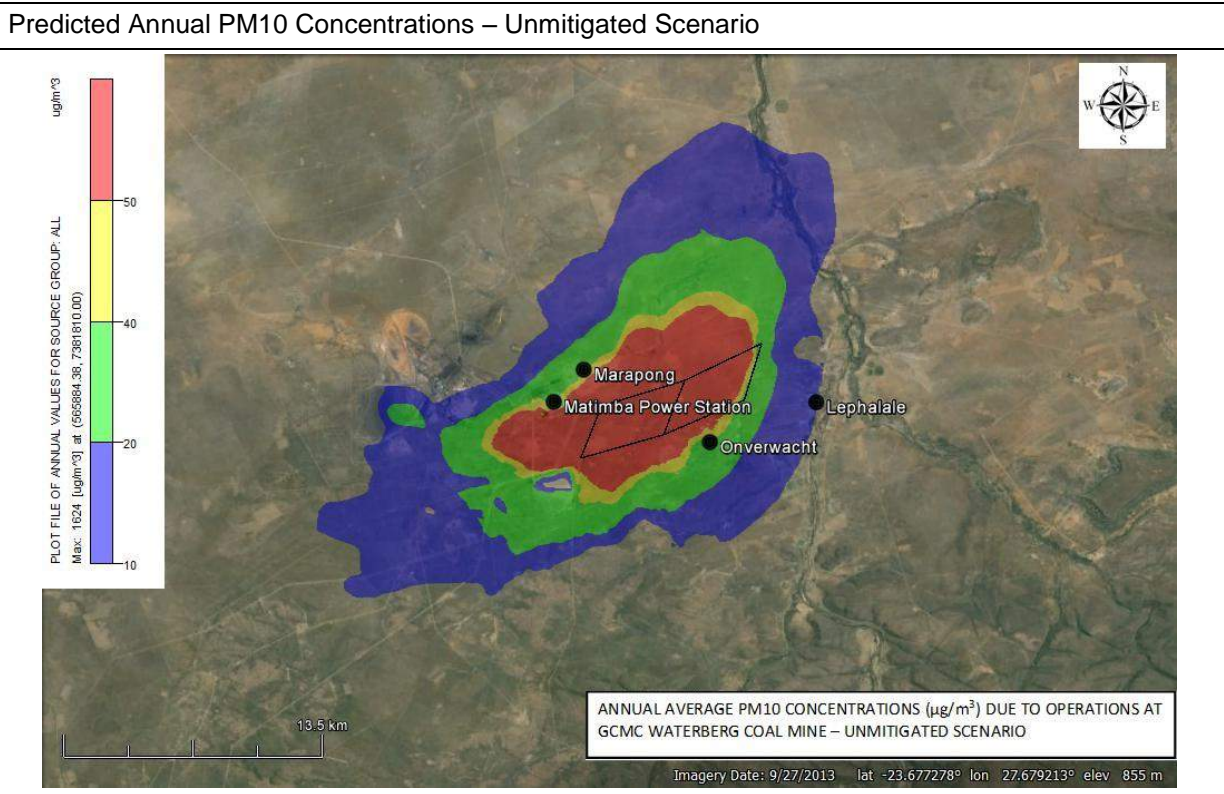 Predicted Annual PM10 Concentrations – Unmitigated Scenario
ug/m^3
PLOT FILE OF ANNUAL VALUES FOR SOURCE GROUP: ALL
Max: 1624 [ug/m^3] at (565884.38, 7381810.00)
50
40
20
10
N
W
E
S
Marapong
Matimba Power Station
Lephalale
Onverwacht
13.5 km
ANNUAL AVERAGE PM10 CONCENTRATIONS (µg/m³) DUE TO OPERATIONS AT
GCMC WATERBERG COAL MINE – UNMITIGATED SCENARIO
Imagery Date: 9/27/2013 lat -23.677278° lon 27.679213° elev 855 m